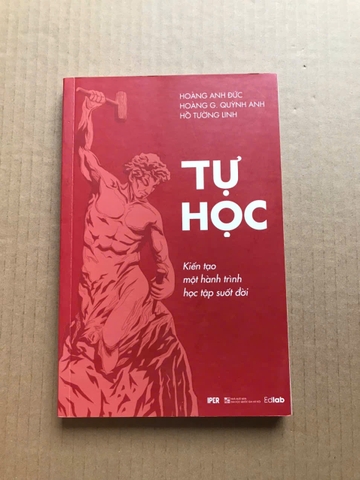 HOÀNG ANH ĐỨC
HOÀNG G. QUỲNH ANH
HỒ TƯỜNG LINH
TỰ
HỌC
Kiến tạo
một hành trình
học tập suốt đời
IPER
Edlab